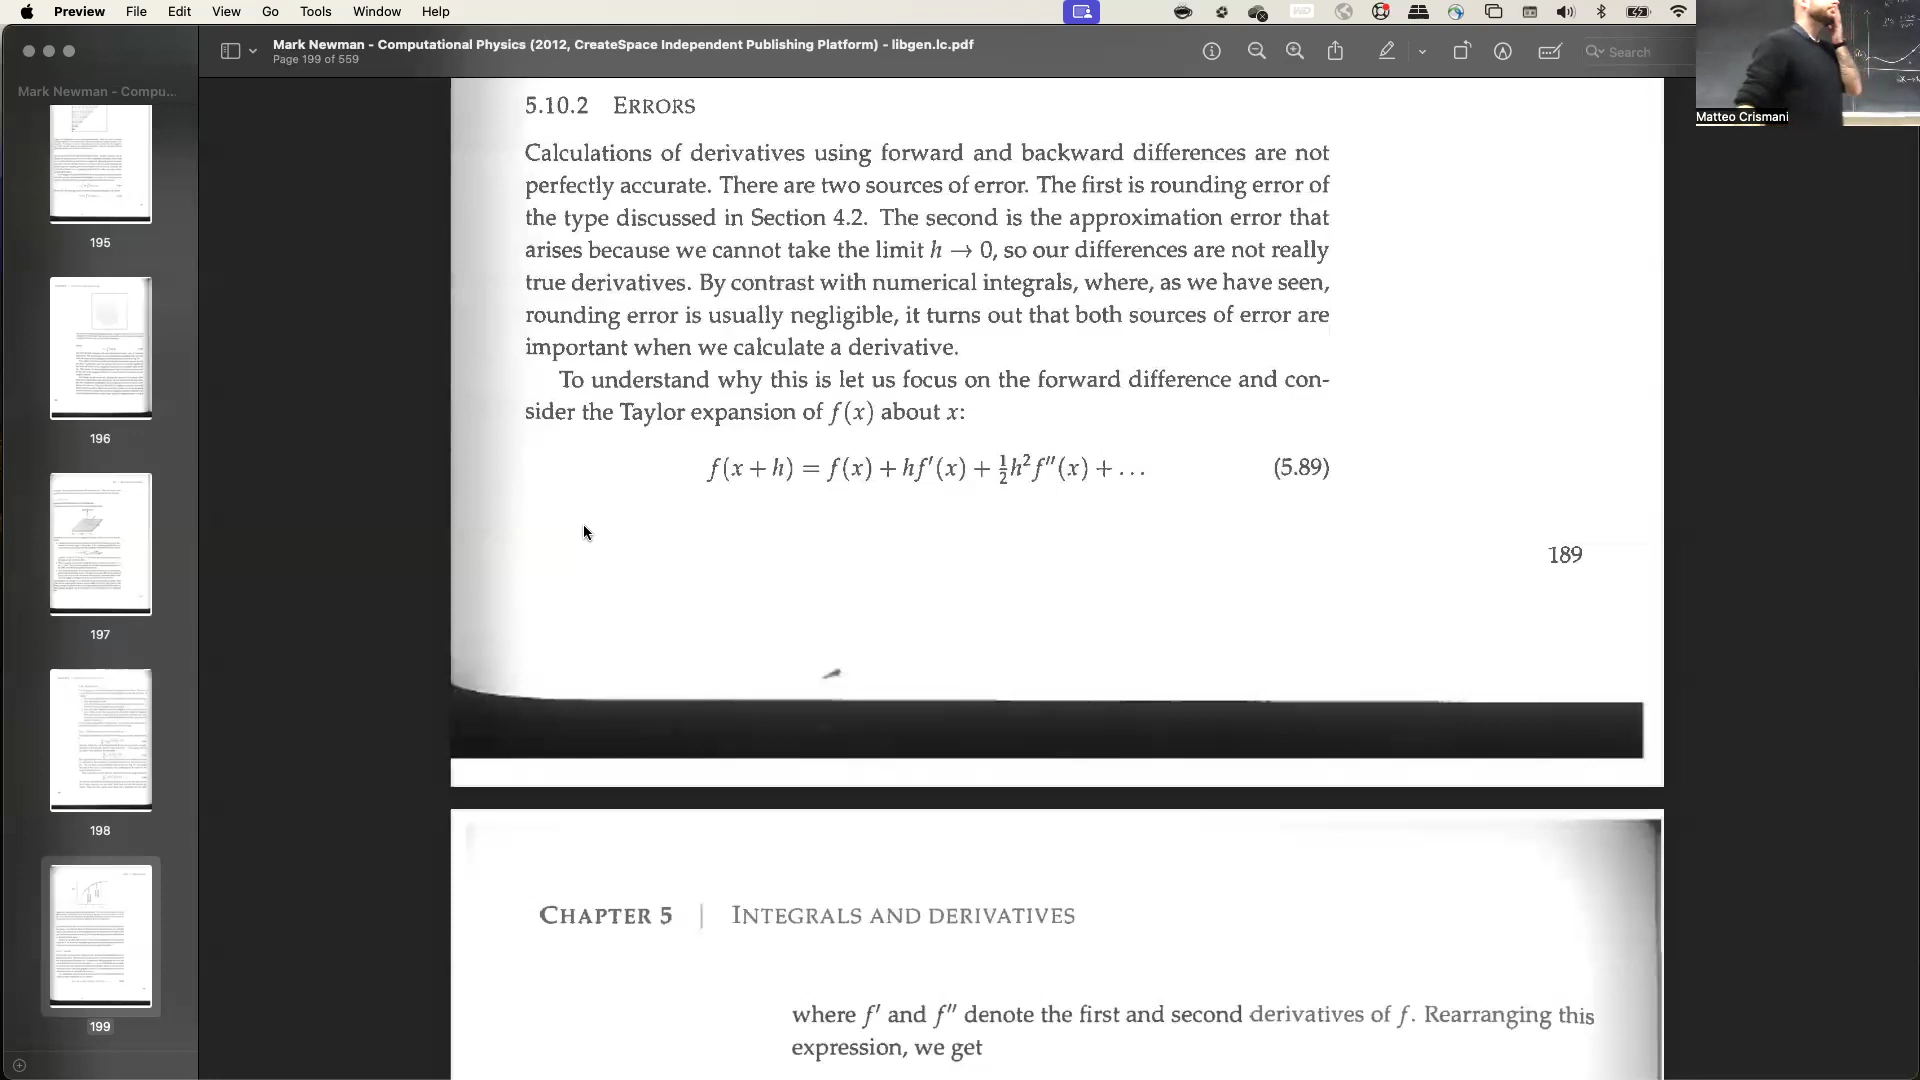 Preview File Edit View Go Tools Window Help
Mark Newman - Computational Physics (2012, CreateSpace Independent Publishing Platform) - libgen.lc.pdf
Page 199 of 559
Search
Matteo Crismani
Mark Newman - Compu...
195
196
197
198
199
5.10.2 ERRORS
Calculations of derivatives using forward and backward differences are not
perfectly accurate. There are two sources of error. The first is rounding error of
the type discussed in Section 4.2. The second is the approximation error that
arises because we cannot take the limit h → 0, so our differences are not really
true derivatives. By contrast with numerical integrals, where, as we have seen,
rounding error is usually negligible, it turns out that both sources of error are
important when we calculate a derivative.
To understand why this is let us focus on the forward difference and con-
sider the Taylor expansion of f(x) about x:
f(x + h) = f(x) + hf′(x) + ½h²f″(x) + ... (5.89)
189
CHAPTER 5 | INTEGRALS AND DERIVATIVES
where f′ and f″ denote the first and second derivatives of f. Rearranging this
expression, we get